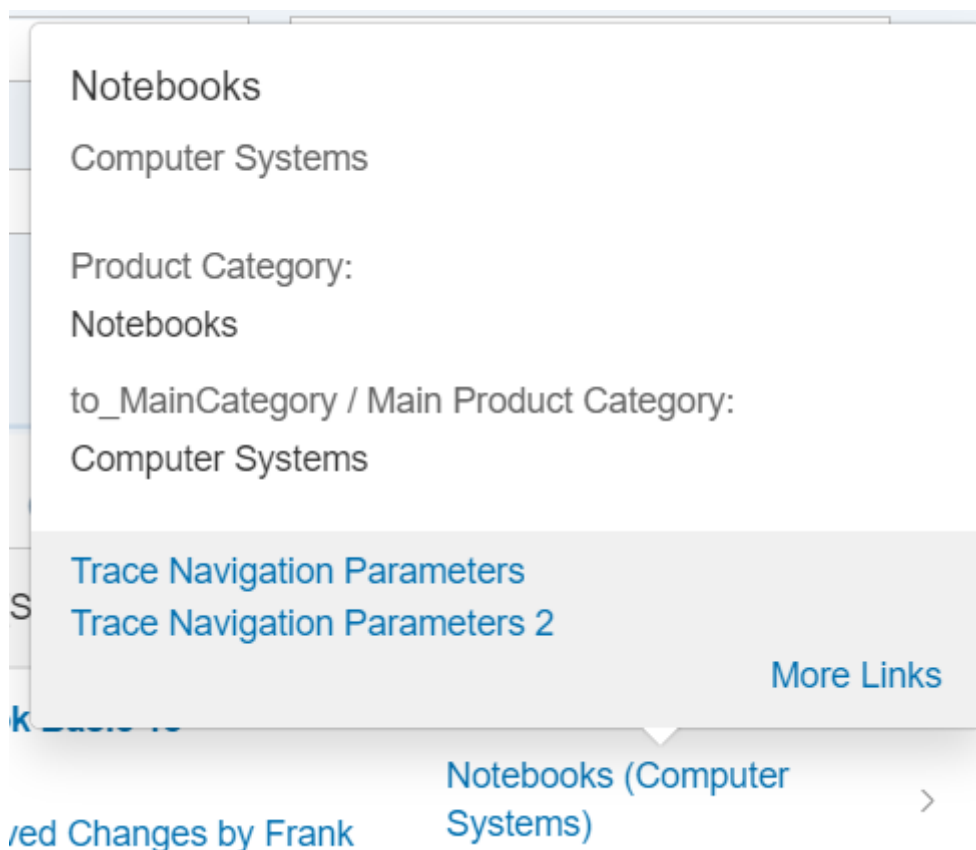 Notebooks
Computer Systems
Product Category:
Notebooks
to_MainCategory / Main Product Category:
Computer Systems
Trace Navigation Parameters
Trace Navigation Parameters 2
More Links
Notebooks (Computer
Systems)
Changes by Frank